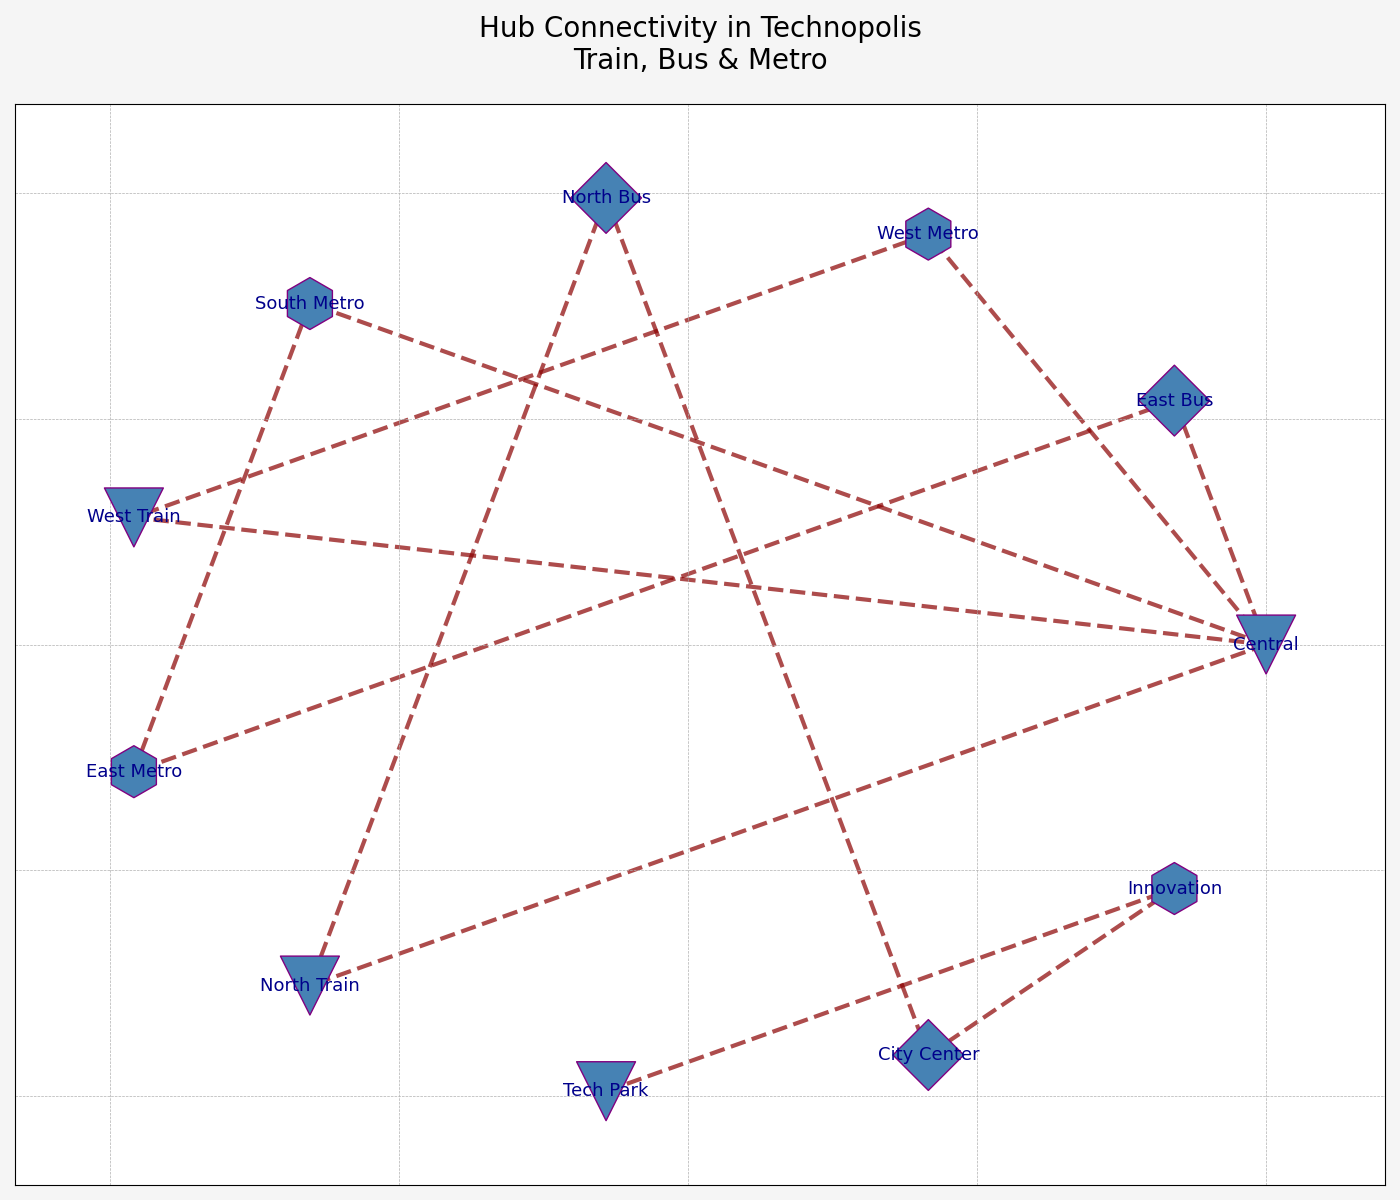 Hub Connectivity in Technopolis
Train, Bus & Metro
North Bus
West Metro
South Metro
East Bus
West Train
Central
East Metro
Innovation
North Train
City Center
Tech Park